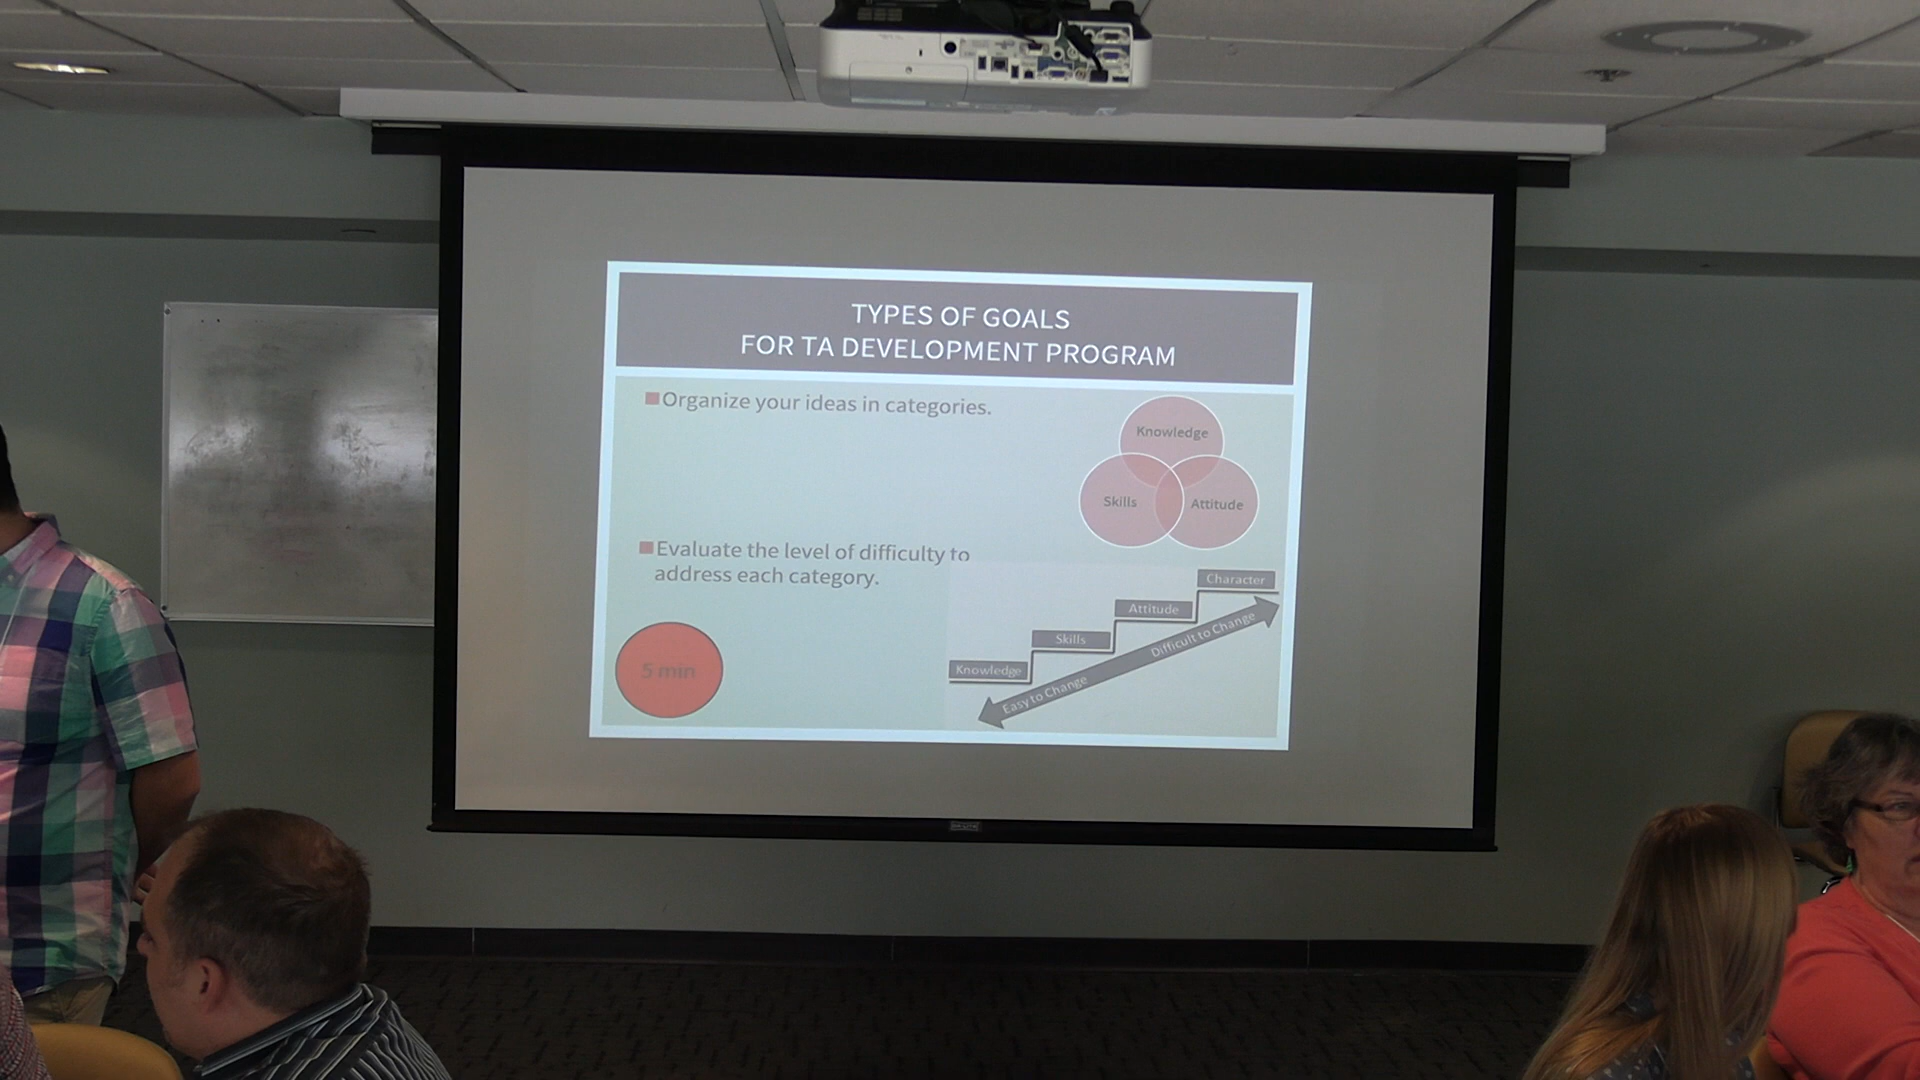 TYPES OF GOALS
FOR TA DEVELOPMENT PROGRAM
■Organize your ideas in categories.
Knowledge
Skills
Attitude
■Evaluate the level of difficulty to
address each category.
Character
Attitude
Skills
Knowledge
Difficult to Change
Easy to Change
5 min